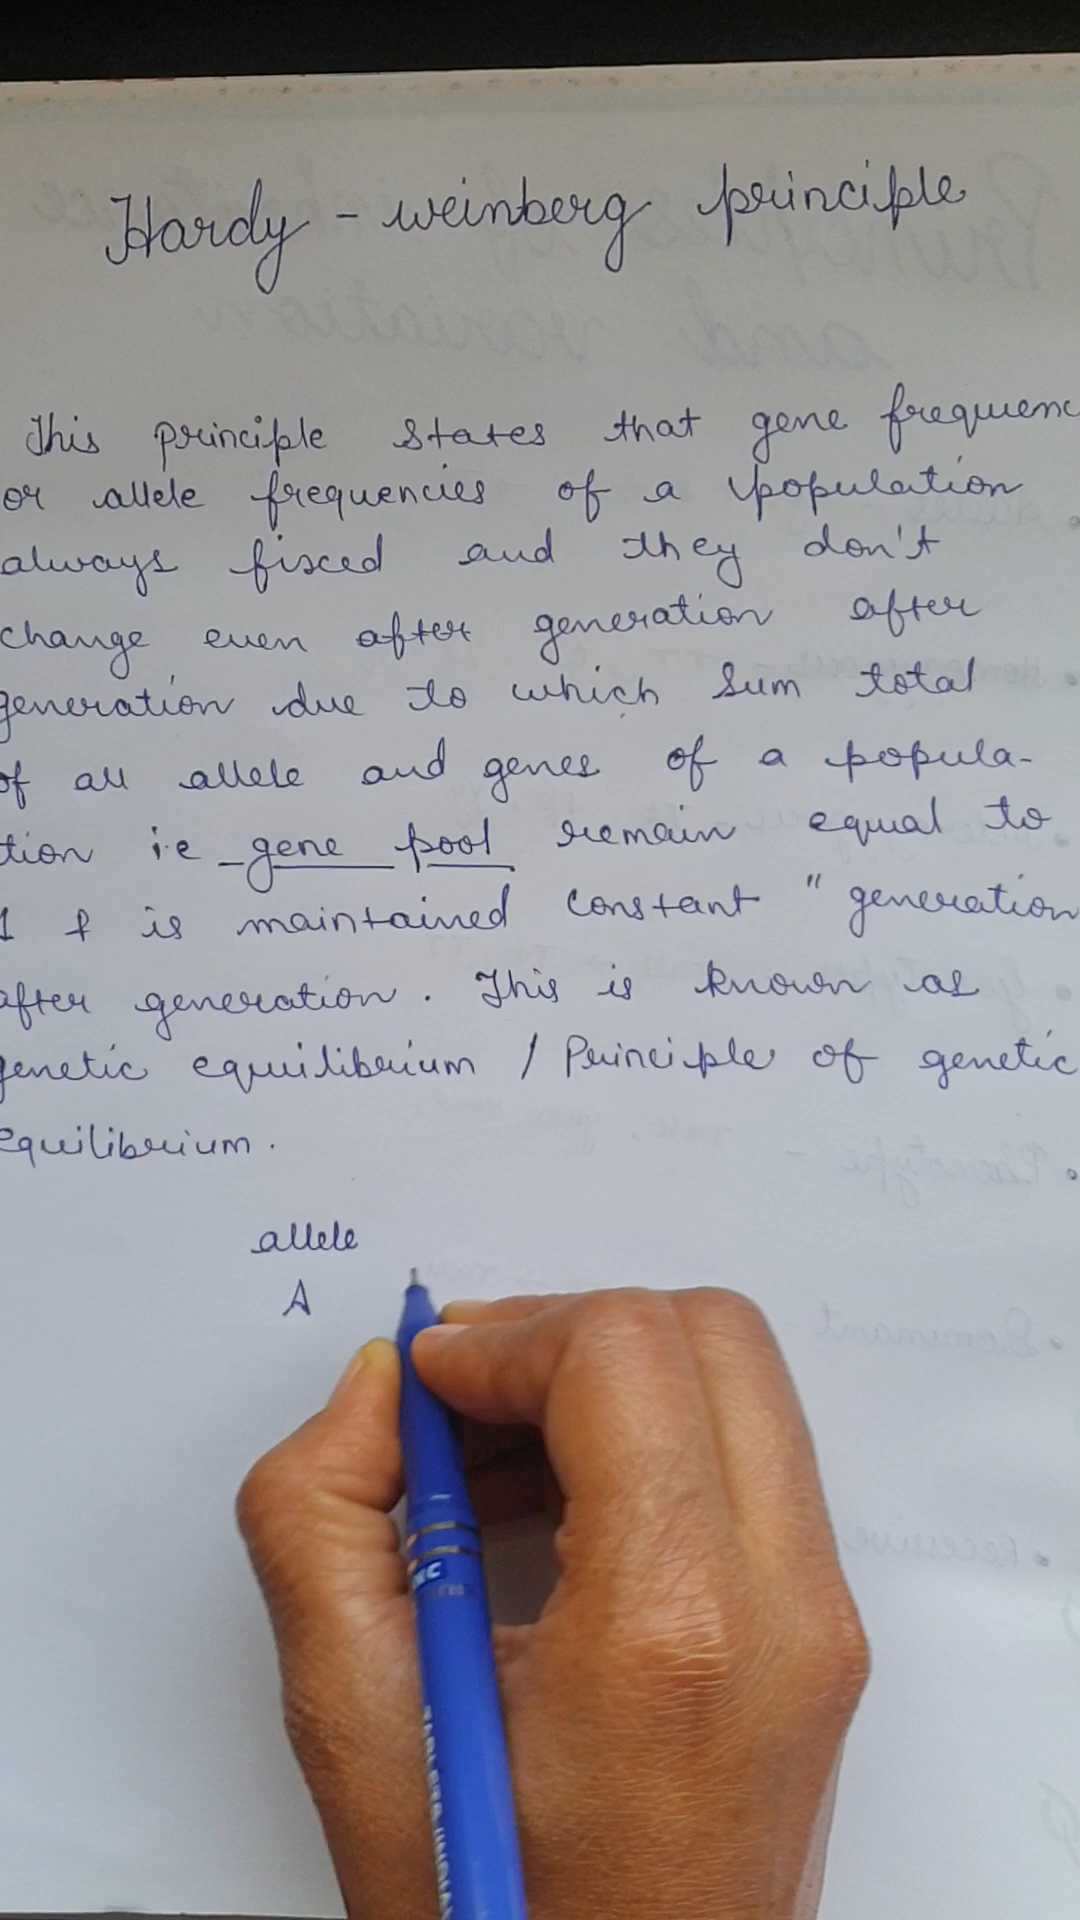 Hardy - weinberg principle
This principle states that gene frequenc
or allele frequencies of a population
always fixed and they don't
change even after generation after
generation due to which sum total
of all allele and genes of a popula-
tion i.e gene pool remain equal to
1 & is maintained constant " generation
after generation. This is known as
genetic equilibrium / Principle of genetic
equilibrium.
allele
A